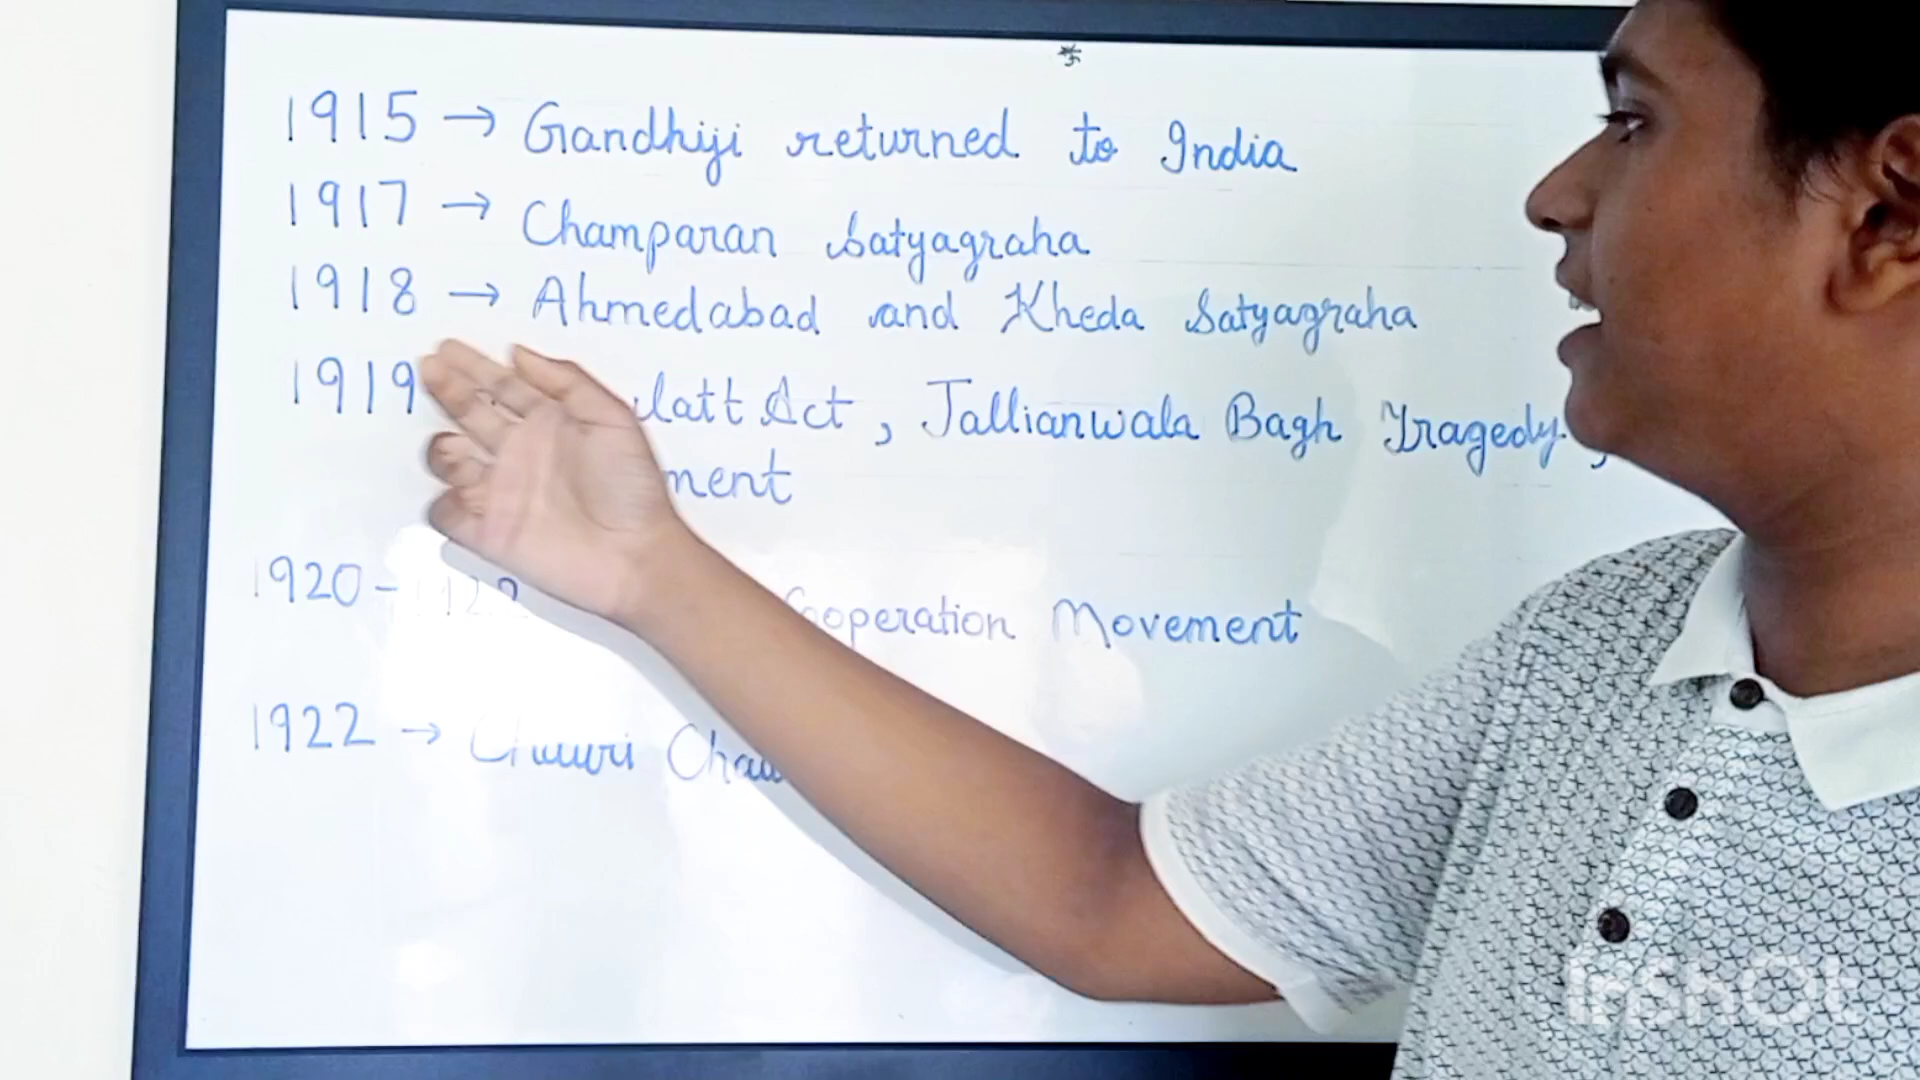 1915 → Gandhiji returned to India
1917 → Champaran Satyagraha
1918 → Ahmedabad and Kheda Satyagraha
1919 Act, Jallianwala Bagh Tragedy,
1920 - Movement
1922 →
InShOt